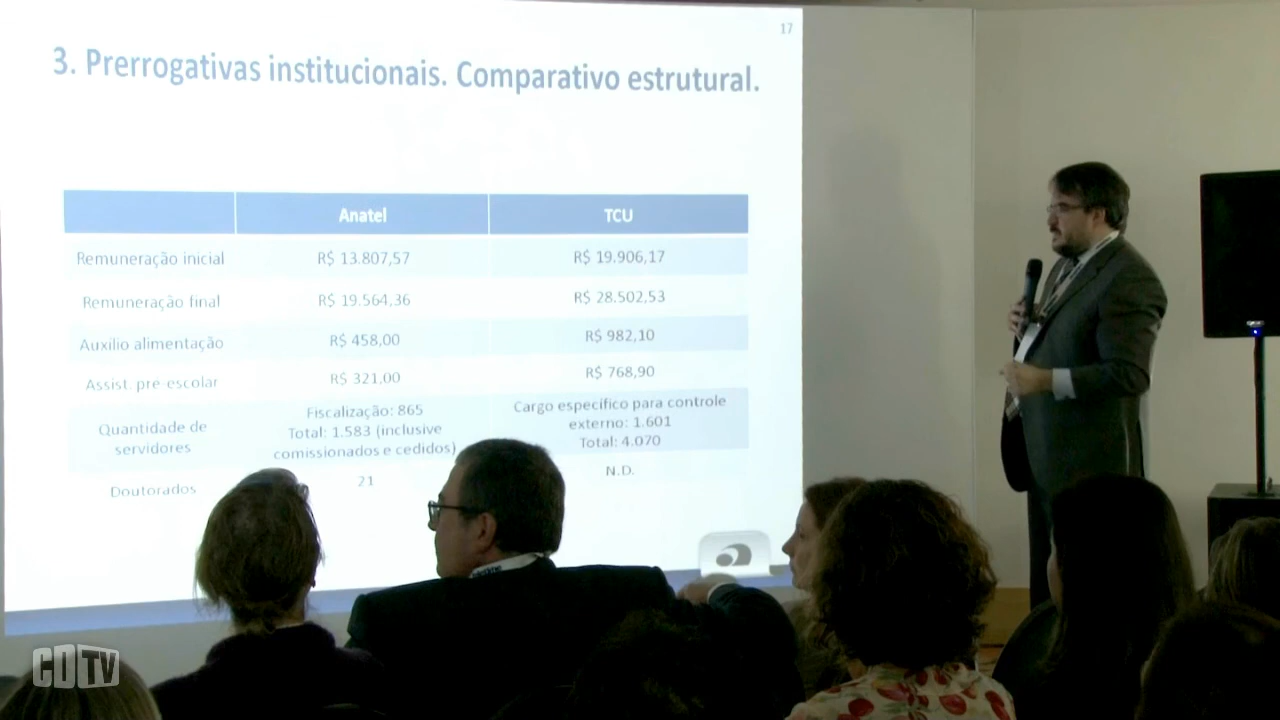 17
3. Prerrogativas institucionais. Comparativo estrutural.
Anatel TCU
Remuneração inicial R$ 13.807,57 R$ 19.906,17
Remuneração final R$ 19.564,36 R$ 28.502,53
Auxílio alimentação R$ 458,00 R$ 982,10
Assist. pré-escolar R$ 321,00 R$ 768,90
Quantidade de servidores
Fiscalização: 865
Total: 1.583 (inclusive
comissionados e cedidos)
Cargo específico para controle
externo: 1.601
Total: 4.070
Doutorados 21 N.D.
CDTV